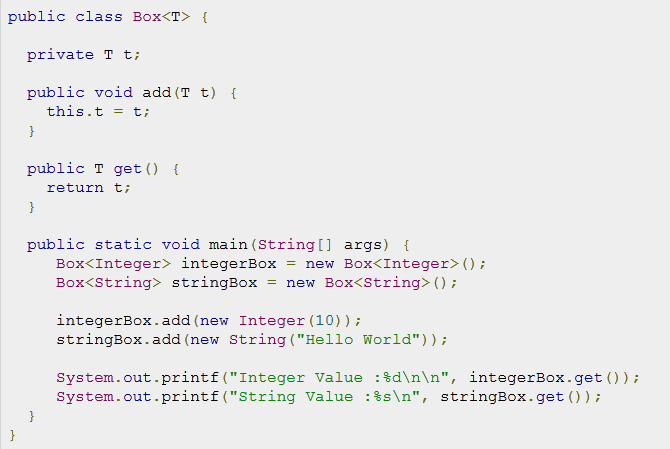 public class Box<T> {
private T t;
public void add(T t) {
this.t = t;
}
public T get() {
return t;
}
public static void main(String[] args) {
Box<Integer> integerBox = new Box<Integer>();
Box<String> stringBox = new Box<String>();
integerBox.add(new Integer(10));
stringBox.add(new String("Hello World"));
System.out.printf("Integer Value :%d\n\n", integerBox.get());
System.out.printf("String Value :%s\n", stringBox.get());
}
}